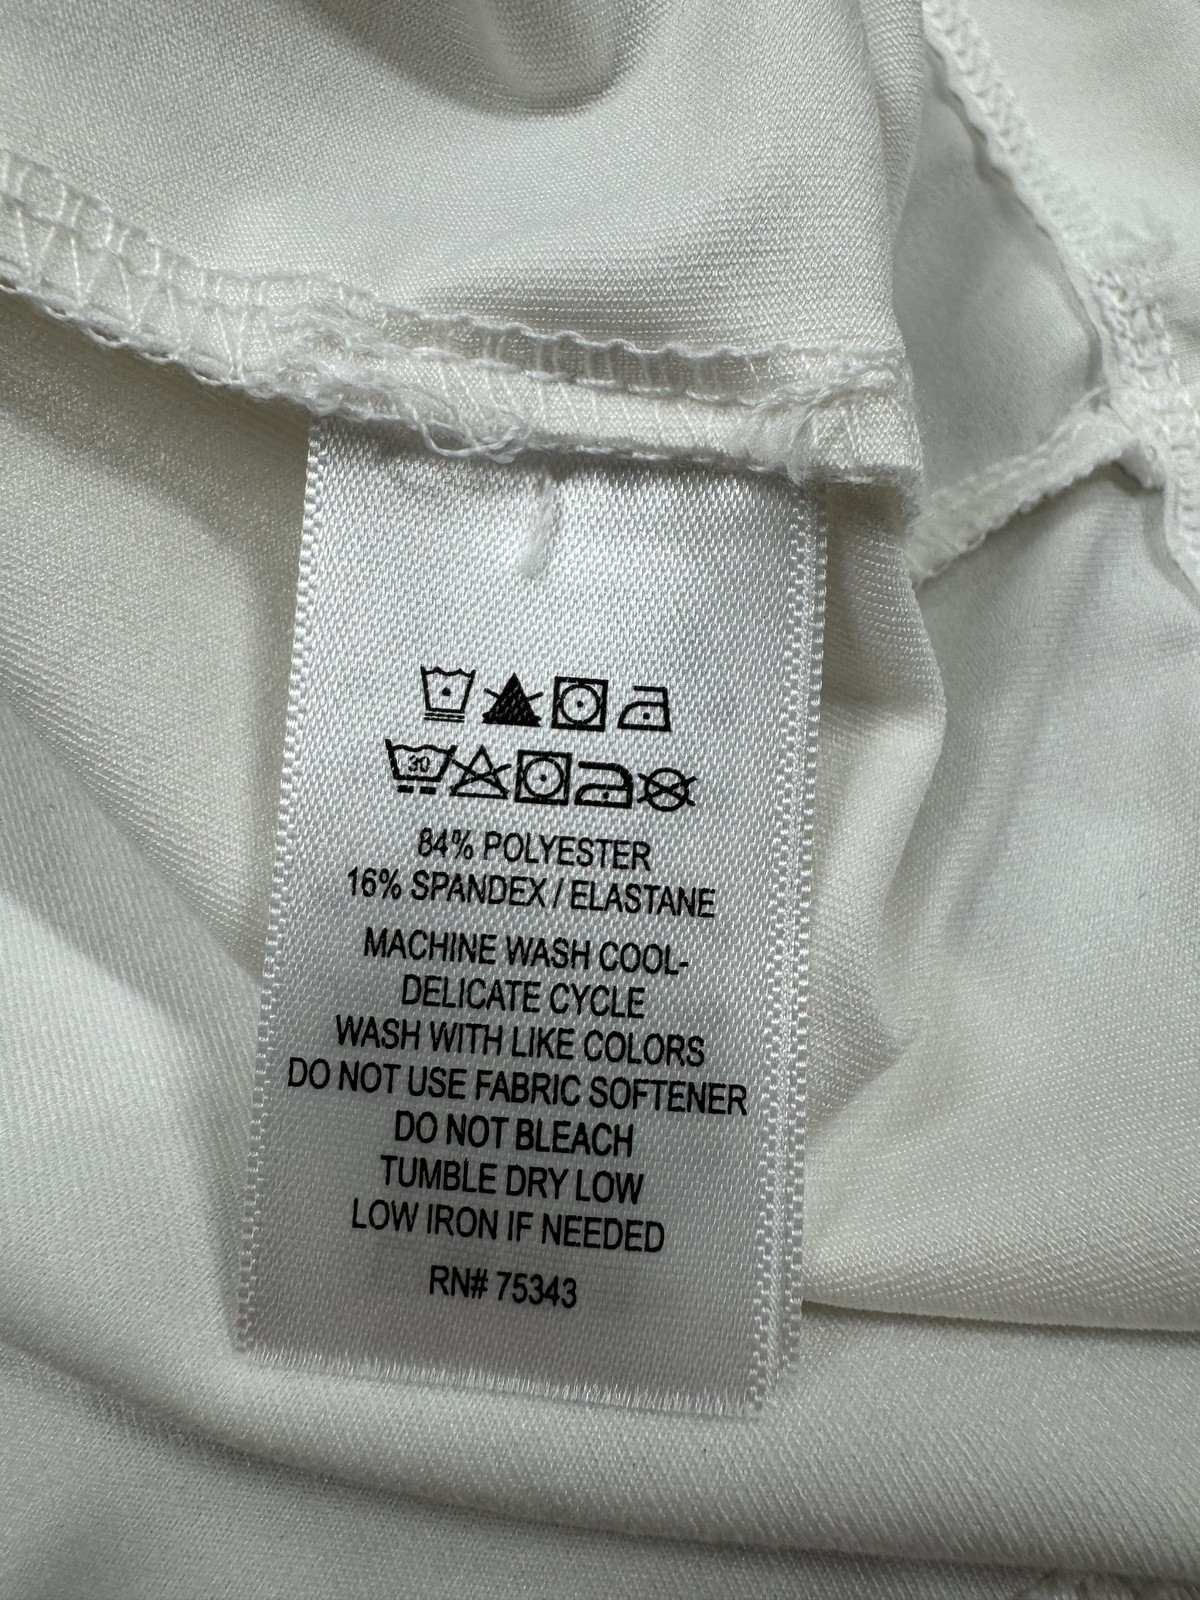 30
84% POLYESTER
16% SPANDEX / ELASTANE
MACHINE WASH COOL-
DELICATE CYCLE
WASH WITH LIKE COLORS
DO NOT USE FABRIC SOFTENER
DO NOT BLEACH
TUMBLE DRY LOW
LOW IRON IF NEEDED
RN# 75343